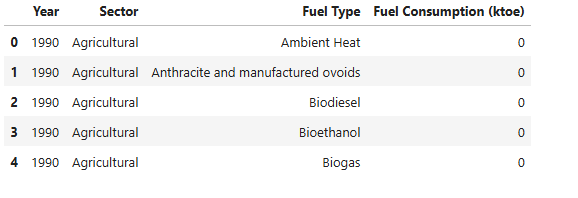 Year Sector Fuel Type Fuel Consumption (ktoe)
0 1990 Agricultural Ambient Heat 0
1 1990 Agricultural Anthracite and manufactured ovoids 0
2 1990 Agricultural Biodiesel 0
3 1990 Agricultural Bioethanol 0
4 1990 Agricultural Biogas 0